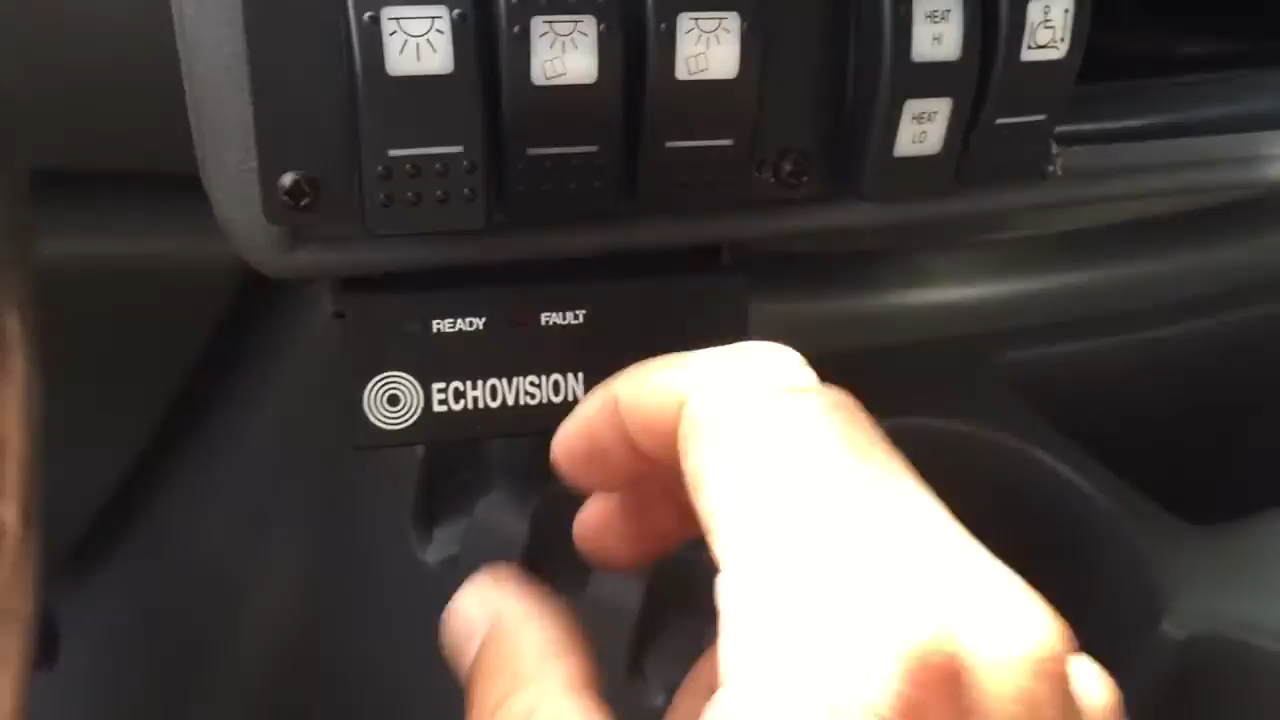 HEAT
HI
HEAT
LO
READY FAULT
ECHOVISION